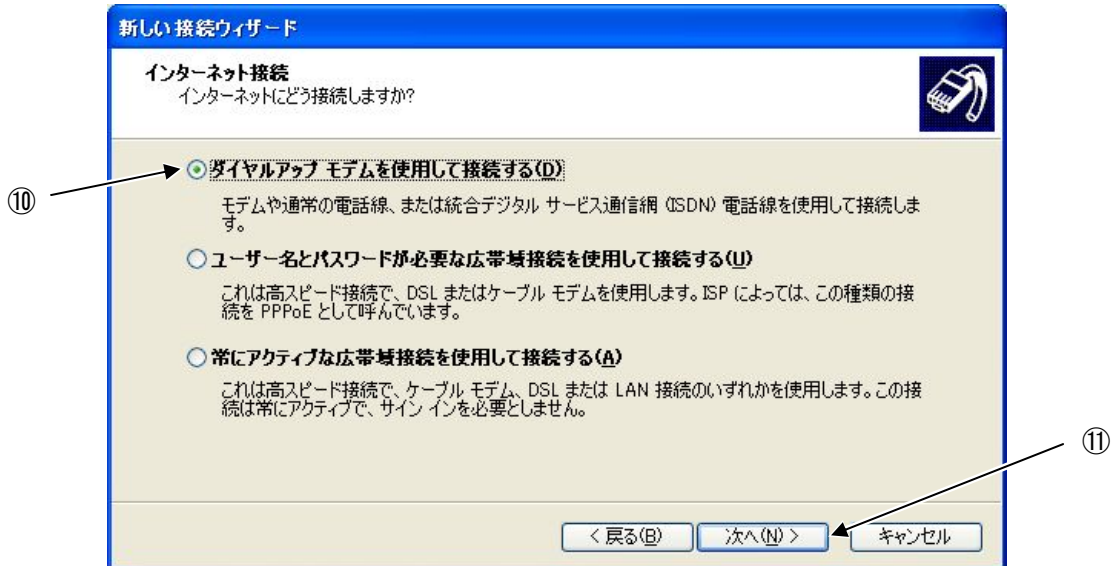 新しい接続ウィザード
インターネット接続
インターネットにどう接続しますか?
⑩
ダイヤルアップ モデムを使用して接続する(D)
モデムや通常の電話線、または統合デジタル サービス通信網 (ISDN) 電話線を使用して接続しま
す。
ユーザー名とパスワードが必要な広帯域接続を使用して接続する(U)
これは高スピード接続で、DSL またはケーブル モデムを使用します。ISP によっては、この種類の接
続を PPPoE として呼んでいます。
常にアクティブな広帯域接続を使用して接続する(A)
これは高スピード接続で、ケーブル モデム、DSL または LAN 接続のいずれかを使用します。この接
続は常にアクティブで、サイン インを必要としません。
⑪
< 戻る(B) 次へ(N) > キャンセル